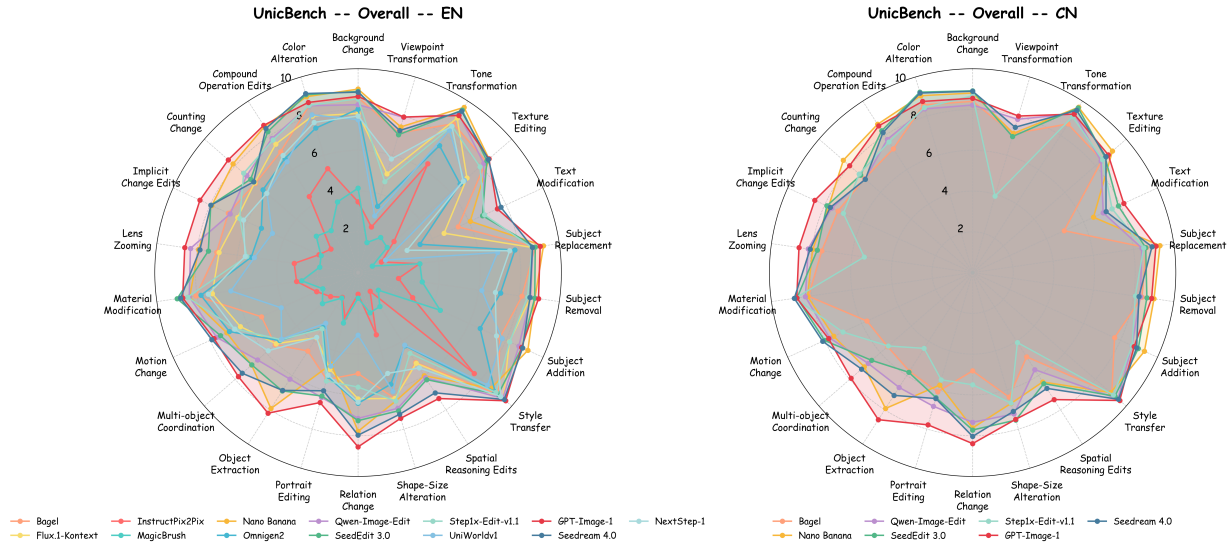 UnicBench -- Overall -- EN
Background
Change
Viewpoint
Transformation
Tone
Transformation
Texture
Editing
Text
Modification
Subject
Replacement
Subject
Removal
Subject
Addition
Style
Transfer
Spatial
Reasoning Edits
Shape-Size
Alteration
Relation
Change
Portrait
Editing
Object
Extraction
Multi-object
Coordination
Motion
Change
Material
Modification
Lens
Zooming
Implicit
Change Edits
Counting
Change
Compound
Operation Edits
Color
Alteration
10
8
6
4
2
Bagel
Flux.1-Kontext
InstructPix2Pix
MagicBrush
Nano Banana
Omnigen2
Qwen-Image-Edit
SeedEdit 3.0
Step1x-Edit-v1.1
UniWorldv1
GPT-Image-1
Seedream 4.0
NextStep-1
UnicBench -- Overall -- CN
Background
Change
Viewpoint
Transformation
Tone
Transformation
Texture
Editing
Text
Modification
Subject
Replacement
Subject
Removal
Subject
Addition
Style
Transfer
Spatial
Reasoning Edits
Shape-Size
Alteration
Relation
Change
Portrait
Editing
Object
Extraction
Multi-object
Coordination
Motion
Change
Material
Modification
Lens
Zooming
Implicit
Change Edits
Counting
Change
Compound
Operation Edits
Color
Alteration
10
8
6
4
2
Bagel
Nano Banana
Qwen-Image-Edit
SeedEdit 3.0
Step1x-Edit-v1.1
GPT-Image-1
Seedream 4.0